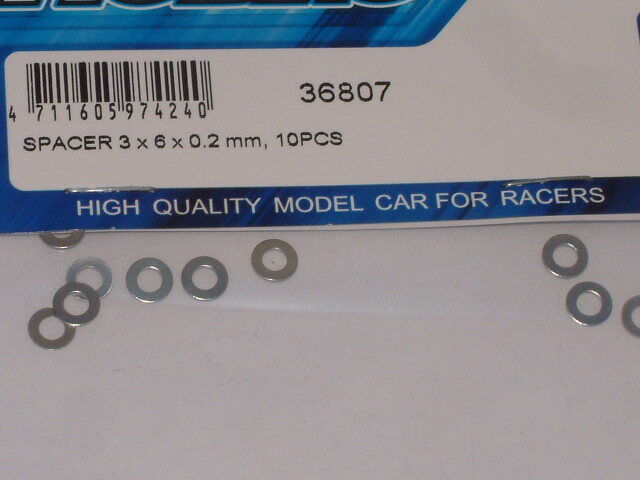 36807
4 711605 974240
SPACER 3 x 6 x 0.2 mm, 10PCS
HIGH QUALITY MODEL CAR FOR RACERS